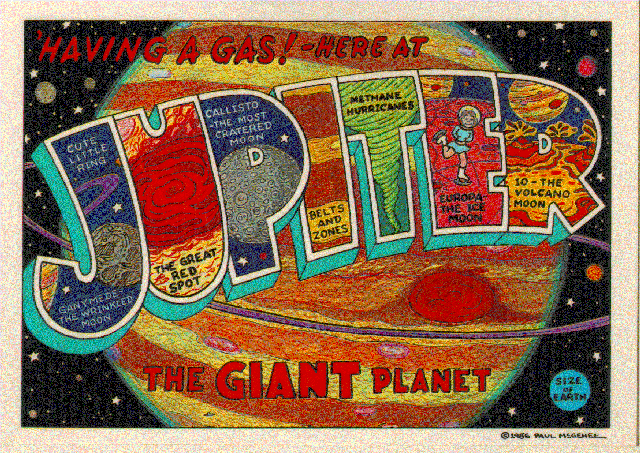 'HAVING A GAS!' - HERE AT
JUPITER
CUTE
LITTLE
RING
GANYMEDE
THE WRINKLED
MOON
THE GREAT
RED
SPOT
CALLISTO
THE MOST
CRATERED
MOON
BELTS
AND
ZONES
METHANE
HURRICANES
EUROPA
THE ICE
MOON
IO - THE
VOLCANO
MOON
THE GIANT PLANET
SIZE
OF
EARTH
©1986 PAUL McGEHEE